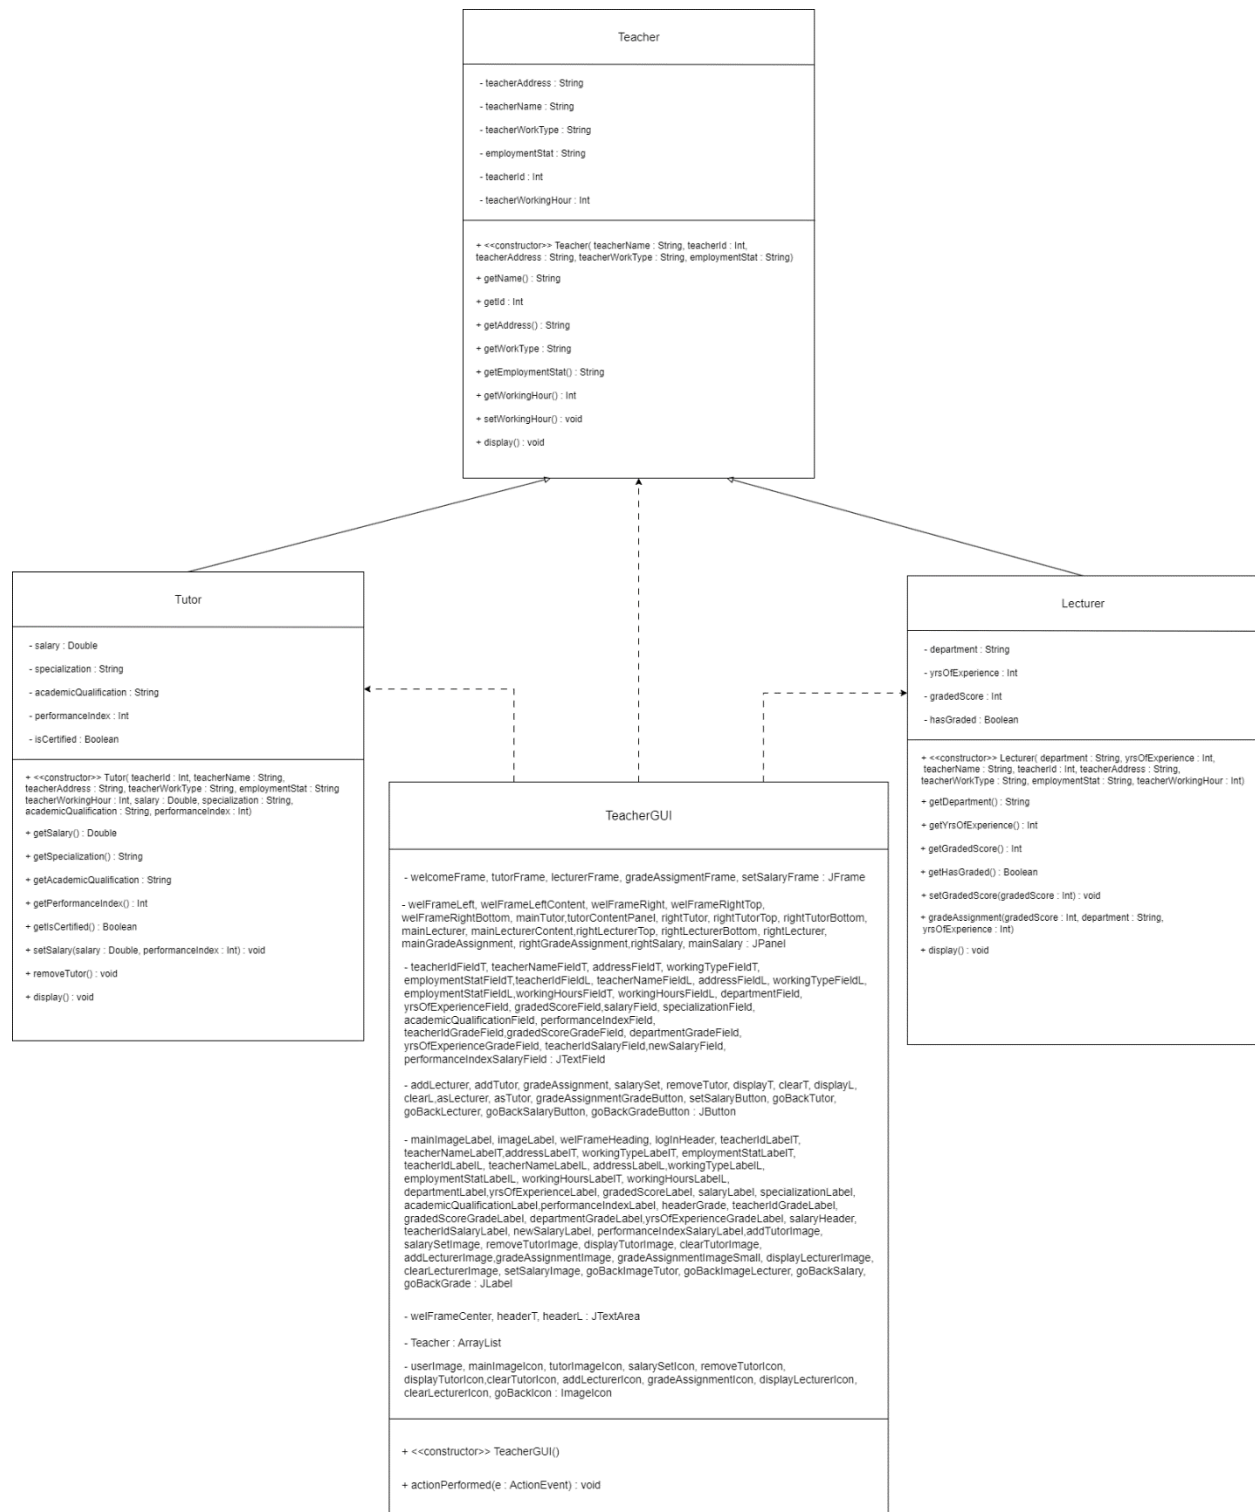 Teacher
- teacherAddress : String
- teacherName : String
- teacherWorkType : String
- employmentStat : String
- teacherId : Int
- teacherWorkingHour : Int
+ <<constructor>> Teacher( teacherName : String, teacherId : Int,
teacherAddress : String, teacherWorkType : String, employmentStat : String)
+ getName() : String
+ getId : Int
+ getAddress() : String
+ getWorkType : String
+ getEmploymentStat() : String
+ getWorkingHour() : Int
+ setWorkingHour() : void
+ display() : void
Tutor
- salary : Double
- specialization : String
- academicQualification : String
- performanceIndex : Int
- isCertified : Boolean
+ <<constructor>> Tutor( teacherId : Int, teacherName : String,
teacherAddress : String, teacherWorkType : String, employmentStat : String
teacherWorkingHour : Int, salary : Double, specialization : String,
academicQualification : String, performanceIndex : Int)
+ getSalary() : Double
+ getSpecialization() : String
+ getAcademicQualification : String
+ getPerformanceIndex() : Int
+ getIsCertified() : Boolean
+ setSalary(salary : Double, performanceIndex : Int) : void
+ removeTutor() : void
+ display() : void
Lecturer
- department : String
- yrsOfExperience : Int
- gradedScore : Int
- hasGraded : Boolean
+ <<constructor>> Lecturer( department : String, yrsOfExperience : Int,
teacherName : String, teacherId : Int, teacherAddress : String,
teacherWorkType : String, employmentStat : String, teacherWorkingHour : Int)
+ getDepartment() : String
+ getYrsOfExperience() : Int
+ getGradedScore() : Int
+ getHasGraded() : Boolean
+ setGradedScore(gradedScore : Int) : void
+ gradeAssignment(gradedScore : Int, department : String,
yrsOfExperience : Int)
+ display() : void
TeacherGUI
- welcomeFrame, tutorFrame, lecturerFrame, gradeAssigmentFrame, setSalaryFrame : JFrame
- welFrameLeft, welFrameLeftContent, welFrameRight, welFrameRightTop,
welFrameRightBottom, mainTutor,tutorContentPanel, rightTutor, rightTutorTop, rightTutorBottom,
mainLecturer, mainLecturerContent,rightLecturerTop, rightLecturerBottom, rightLecturer,
mainGradeAssignment, rightGradeAssignment,rightSalary, mainSalary : JPanel
- teacherIdFieldT, teacherNameFieldT, addressFieldT, workingTypeFieldT,
employmentStatFieldT,teacherIdFieldL, teacherNameFieldL, addressFieldL, workingTypeFieldL,
employmentStatFieldL,workingHoursFieldT, workingHoursFieldL, departmentField,
yrsOfExperienceField, gradedScoreField,salaryField, specializationField,
academicQualificationField, performanceIndexField,
teacherIdGradeField,gradedScoreGradeField, departmentGradeField,
yrsOfExperienceGradeField, teacherIdSalaryField,newSalaryField,
performanceIndexSalaryField : JTextField
- addLecturer, addTutor, gradeAssignment, salarySet, removeTutor, displayT, clearT, displayL,
clearL,asLecturer, asTutor, gradeAssignmentGradeButton, setSalaryButton, goBackTutor,
goBackLecturer, goBackSalaryButton, goBackGradeButton : JButton
- mainImageLabel, imageLabel, welFrameHeading, logInHeader, teacherIdLabelT,
teacherNameLabelT,addressLabelT, workingTypeLabelT, employmentStatLabelT,
teacherIdLabelL, teacherNameLabelL, addressLabelL,workingTypeLabelL,
employmentStatLabelL, workingHoursLabelT, workingHoursLabelL,
departmentLabel,yrsOfExperienceLabel, gradedScoreLabel, salaryLabel, specializationLabel,
academicQualificationLabel,performanceIndexLabel, headerGrade, teacherIdGradeLabel,
gradedScoreGradeLabel, departmentGradeLabel,yrsOfExperienceGradeLabel, salaryHeader,
teacherIdSalaryLabel, newSalaryLabel, performanceIndexSalaryLabel,addTutorImage,
salarySetImage, removeTutorImage, displayTutorImage, clearTutorImage,
addLecturerImage,gradeAssignmentImage, gradeAssignmentImageSmall, displayLecturerImage,
clearLecturerImage, setSalaryImage, goBackImageTutor, goBackImageLecturer, goBackSalary,
goBackGrade : JLabel
- welFrameCenter, headerT, headerL : JTextArea
- Teacher : ArrayList
- userImage, mainImageIcon, tutorImageIcon, salarySetIcon, removeTutorIcon,
displayTutorIcon,clearTutorIcon, addLecturerIcon, gradeAssignmentIcon, displayLecturerIcon,
clearLecturerIcon, goBackIcon : ImageIcon
+ <<constructor>> TeacherGUI()
+ actionPerformed(e : ActionEvent) : void